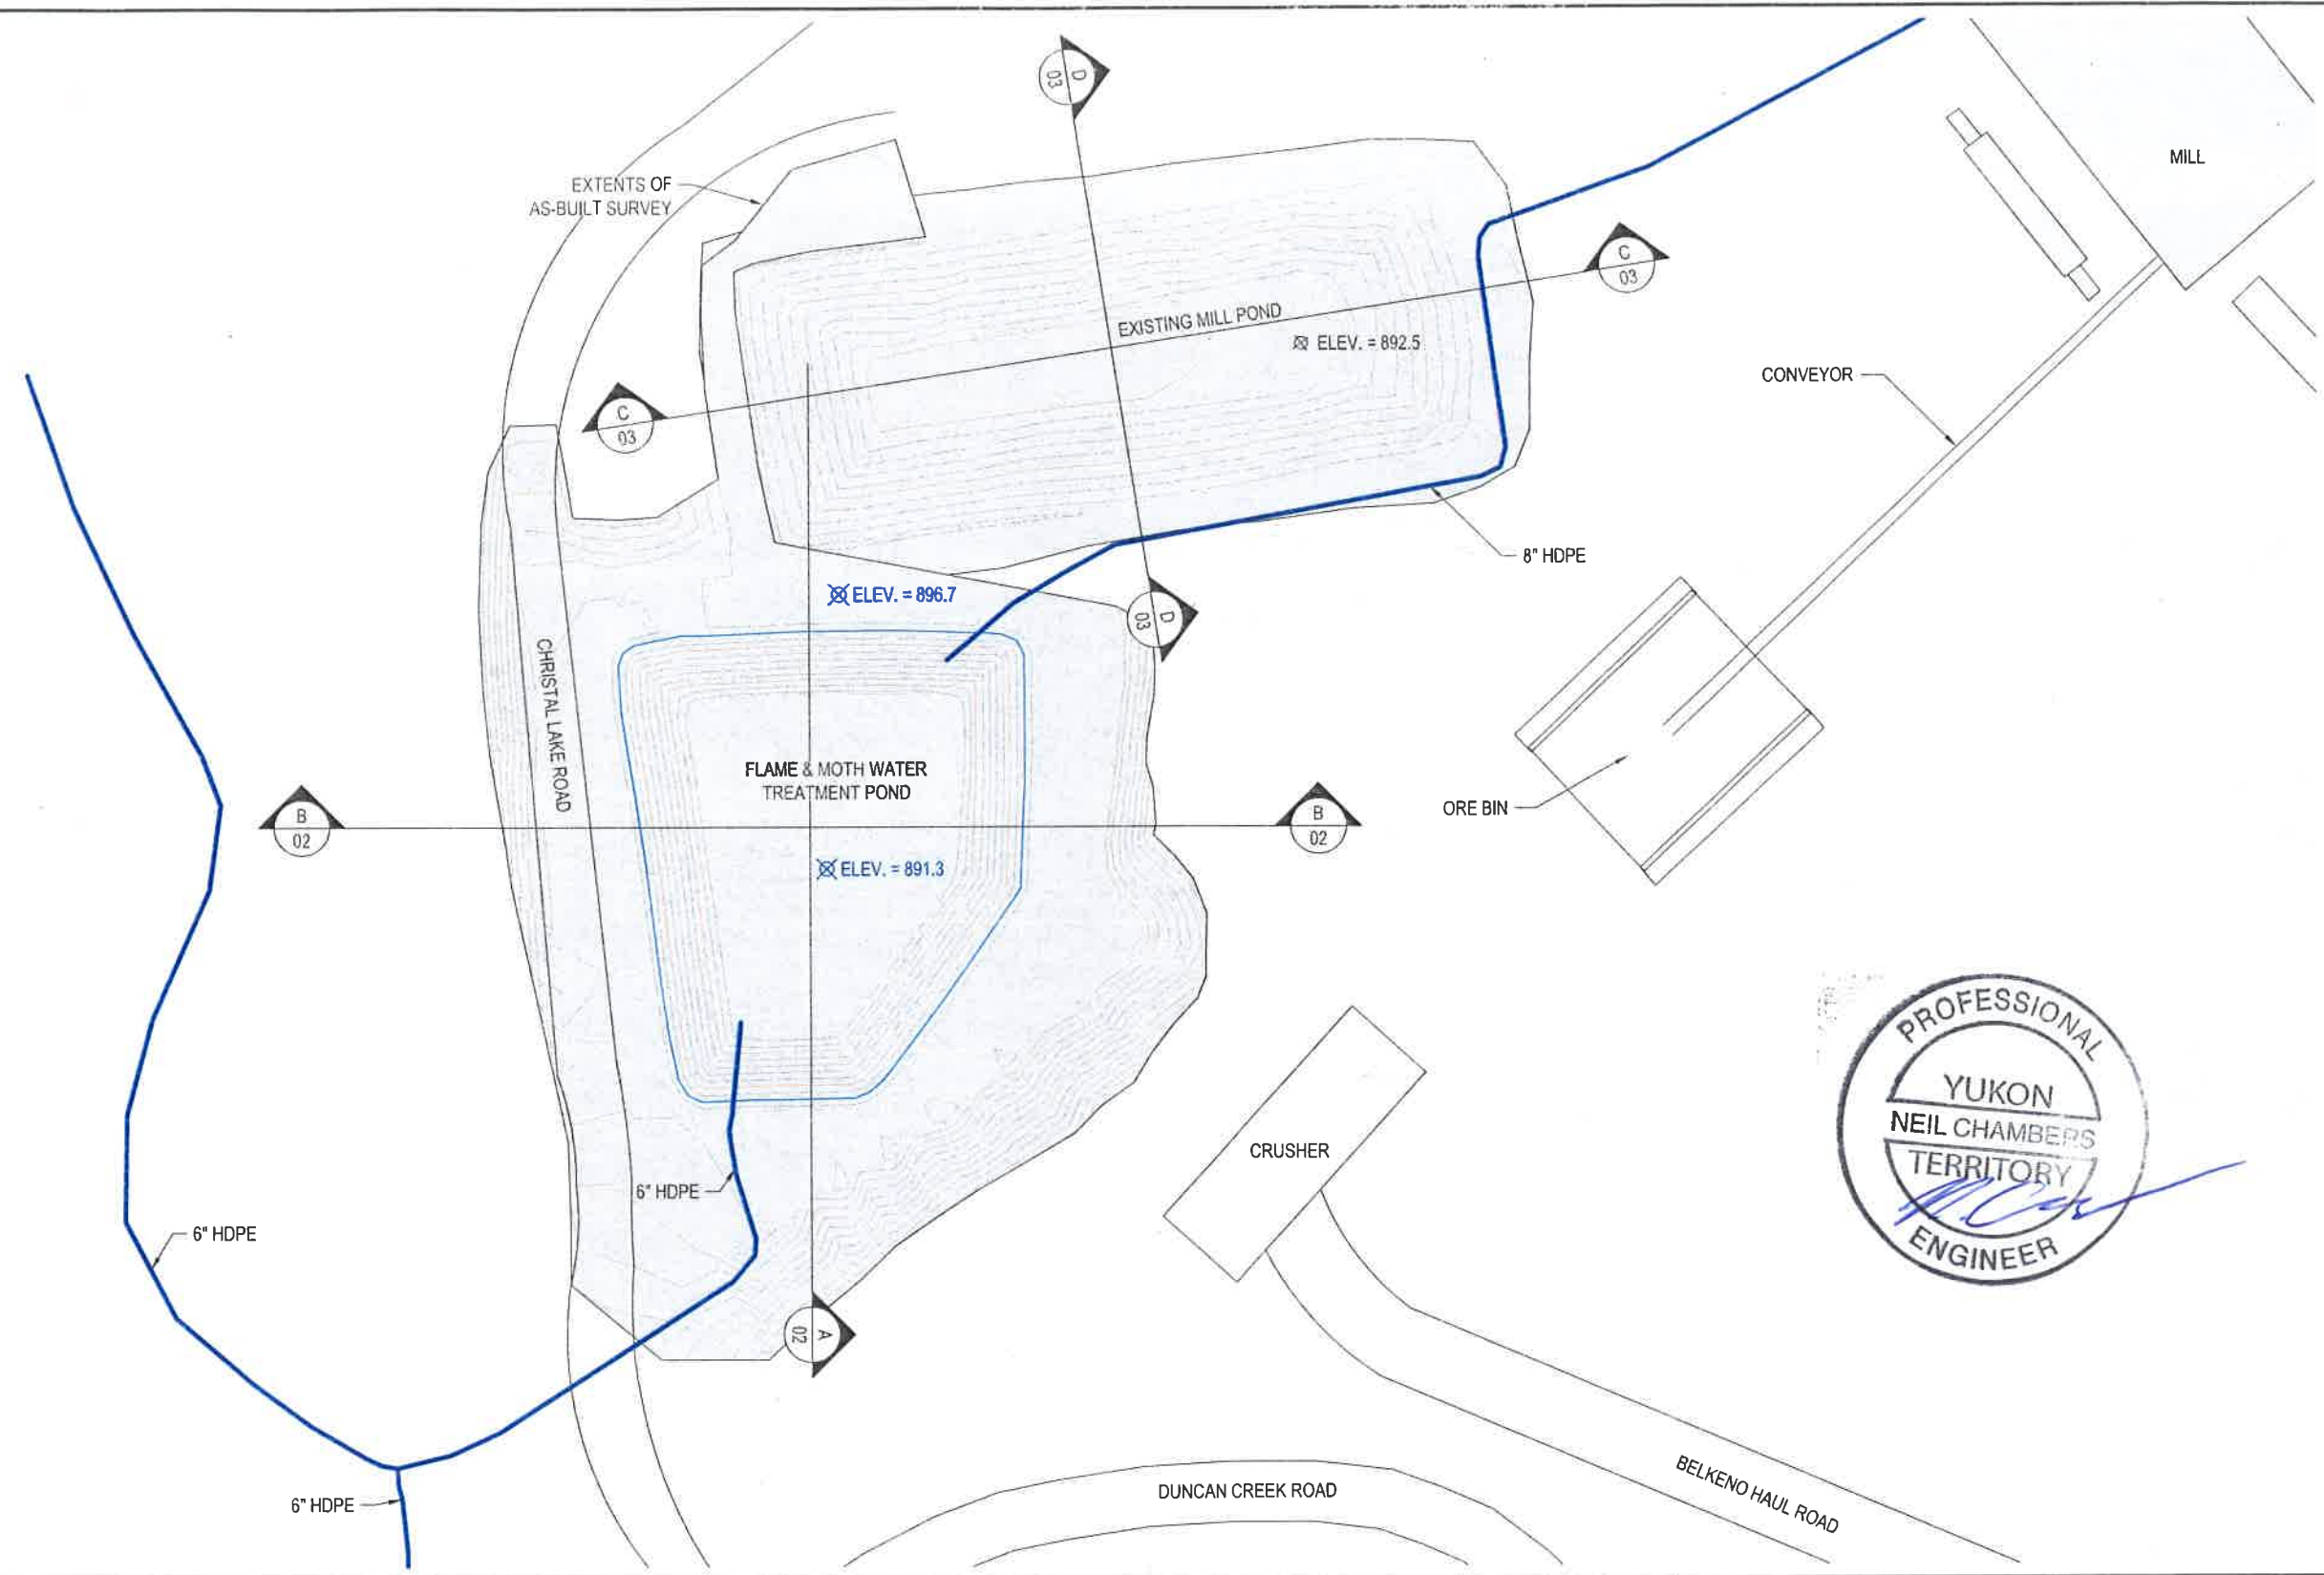 D
03
MILL
EXTENTS OF
AS-BUILT SURVEY
C
03
EXISTING MILL POND
ELEV. = 892.5
CONVEYOR
C
03
8" HDPE
ELEV. = 896.7
D
03
CHRISTAL LAKE ROAD
FLAME & MOTH WATER
TREATMENT POND
B
02
B
02
ORE BIN
ELEV. = 891.3
PROFESSIONAL
YUKON
NEIL CHAMBERS
TERRITORY
ENGINEER
CRUSHER
6" HDPE
6" HDPE
A
02
BELKENO HAUL ROAD
DUNCAN CREEK ROAD
6" HDPE